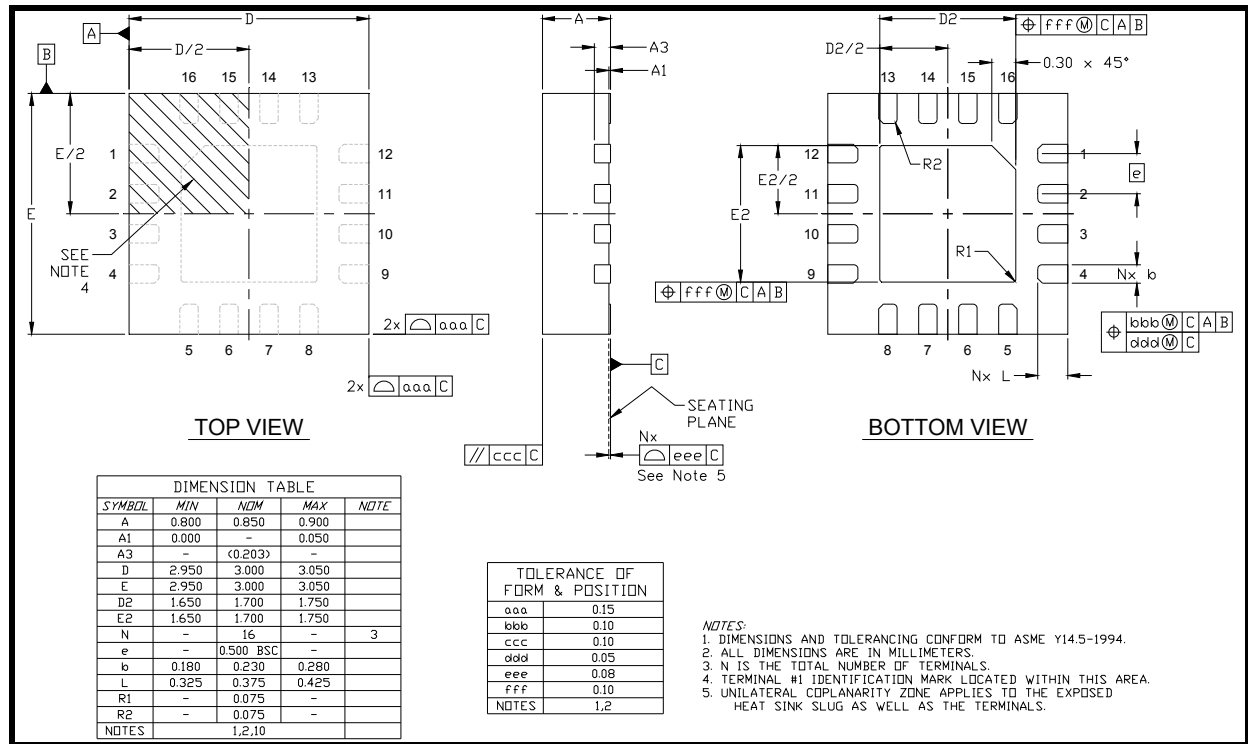 D
A
D/2
B
16 15 14 13
E/2
E
1
2
3
4
12
11
10
9
SEE
NOTE
4
5 6 7 8
2x aaa C
2x aaa C
TOP VIEW
A
A3
A1
C
SEATING
PLANE
// ccc C
Nx
eee C
See Note 5
D2
⌖ fff Ⓜ C A B
D2/2
0.30 x 45°
13 14 15 16
R2
12
11
10
9
E2/2
E2
R1
1
2
3
4
e
Nx b
⌖ fff Ⓜ C A B
⌖ bbb Ⓜ C A B
ddd Ⓜ C
8 7 6 5
Nx L
BOTTOM VIEW
DIMENSION TABLE
SYMBOL MIN NOM MAX NOTE
A 0.800 0.850 0.900
A1 0.000 - 0.050
A3 - (0.203) -
D 2.950 3.000 3.050
E 2.950 3.000 3.050
D2 1.650 1.700 1.750
E2 1.650 1.700 1.750
N - 16 - 3
e - 0.500 BSC -
b 0.180 0.230 0.280
L 0.325 0.375 0.425
R1 - 0.075 -
R2 - 0.075 -
NOTES 1,2,10
TOLERANCE OF
FORM & POSITION
aaa 0.15
bbb 0.10
ccc 0.10
ddd 0.05
eee 0.08
fff 0.10
NOTES 1,2
NOTES:
1. DIMENSIONS AND TOLERANCING CONFORM TO ASME Y14.5-1994.
2. ALL DIMENSIONS ARE IN MILLIMETERS.
3. N IS THE TOTAL NUMBER OF TERMINALS.
4. TERMINAL #1 IDENTIFICATION MARK LOCATED WITHIN THIS AREA.
5. UNILATERAL COPLANARITY ZONE APPLIES TO THE EXPOSED
HEAT SINK SLUG AS WELL AS THE TERMINALS.